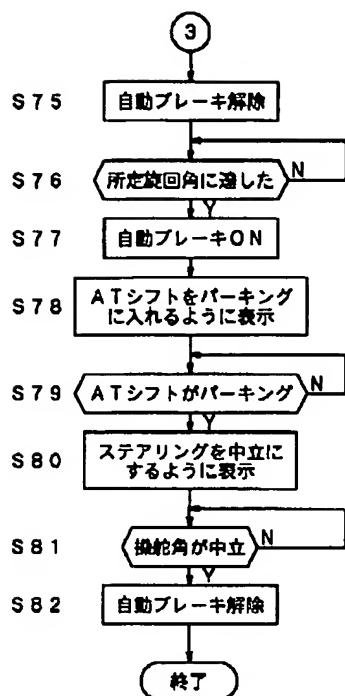 3
S75 自動ブレーキ解除
S76 所定旋回角に達した N
Y
S77 自動ブレーキON
S78 ATシフトをパーキング
に入れるように表示
S79 ATシフトがパーキング N
Y
S80 ステアリングを中立に
するように表示
S81 操舵角が中立 N
Y
S82 自動ブレーキ解除
終了